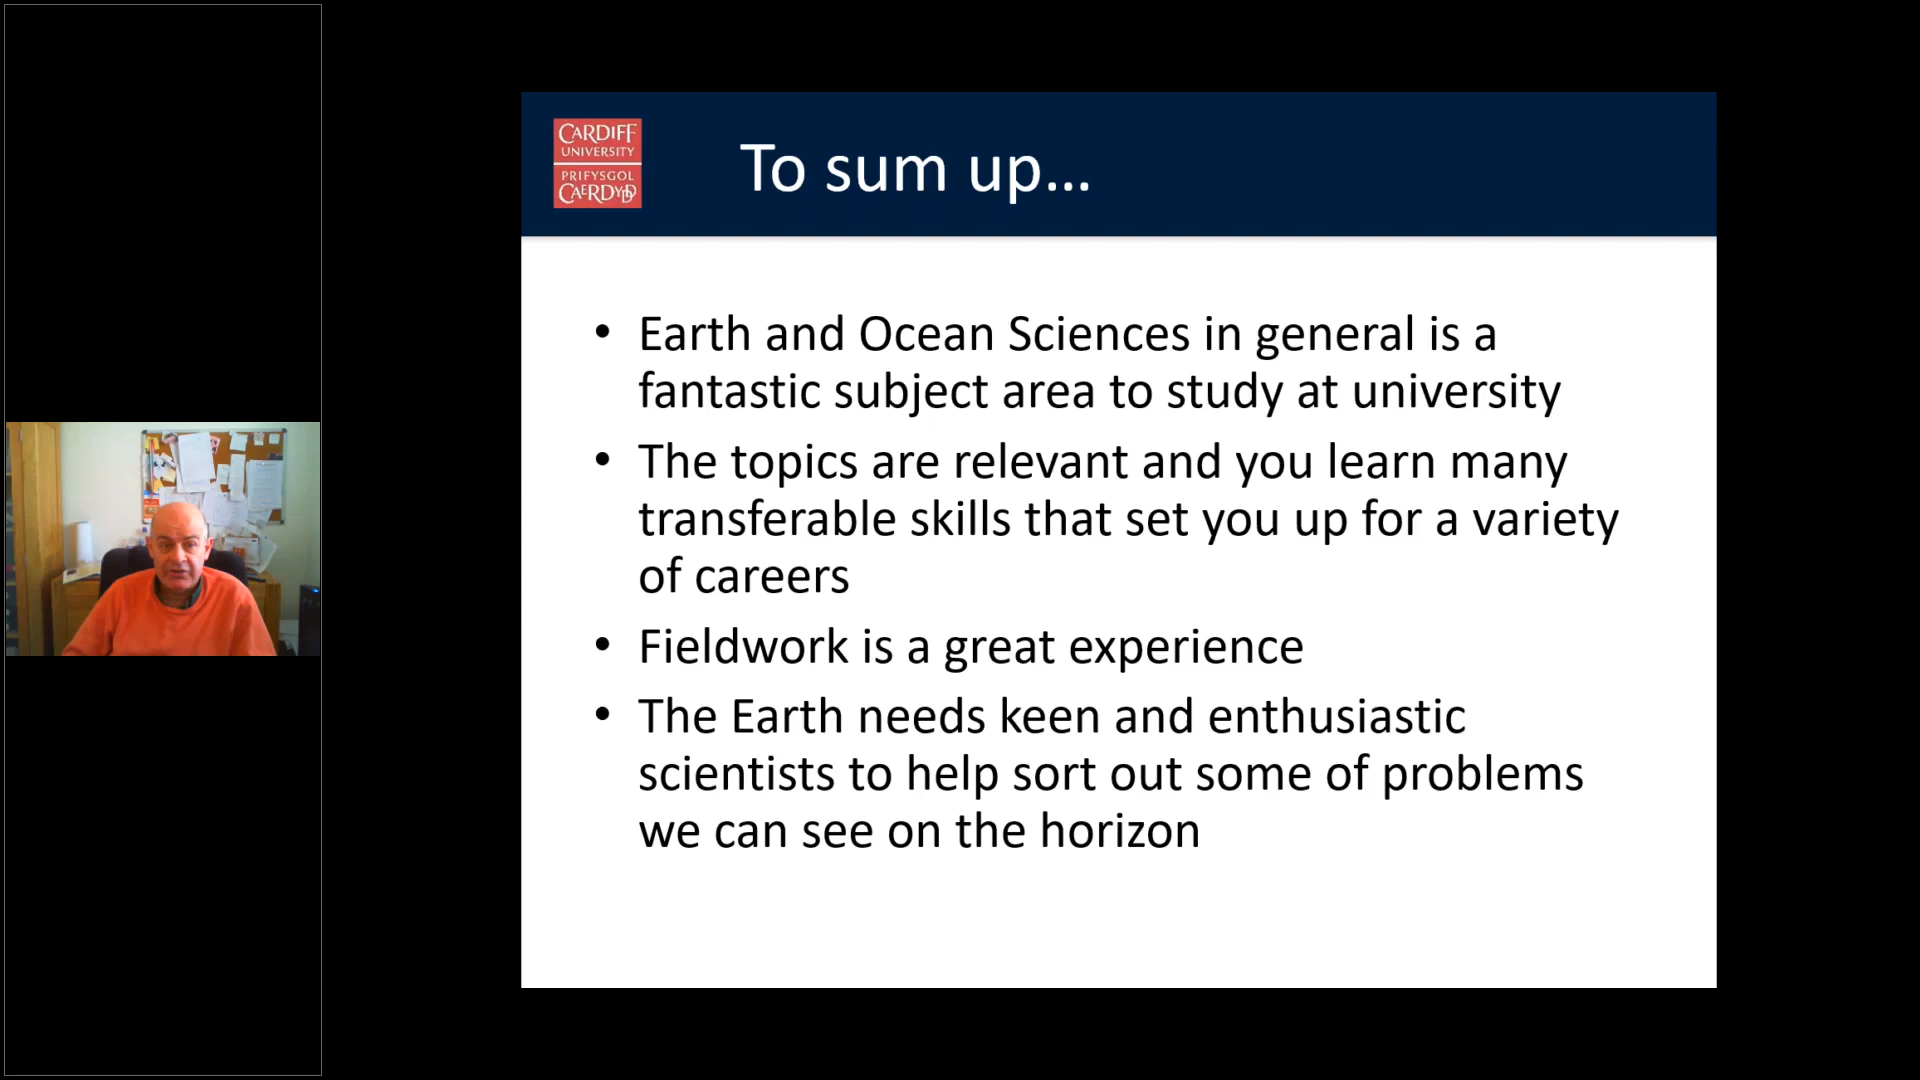 CARDIFF
UNIVERSITY
PRIFYSGOL
CAERDYDD
To sum up...
• Earth and Ocean Sciences in general is a
fantastic subject area to study at university
• The topics are relevant and you learn many
transferable skills that set you up for a variety
of careers
• Fieldwork is a great experience
• The Earth needs keen and enthusiastic
scientists to help sort out some of problems
we can see on the horizon